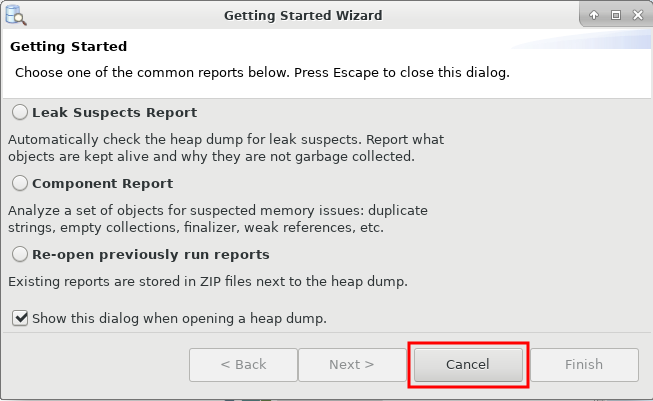 Getting Started Wizard
Getting Started
Choose one of the common reports below. Press Escape to close this dialog.
Leak Suspects Report
Automatically check the heap dump for leak suspects. Report what
objects are kept alive and why they are not garbage collected.
Component Report
Analyze a set of objects for suspected memory issues: duplicate
strings, empty collections, finalizer, weak references, etc.
Re-open previously run reports
Existing reports are stored in ZIP files next to the heap dump.
Show this dialog when opening a heap dump.
< Back Next > Cancel Finish